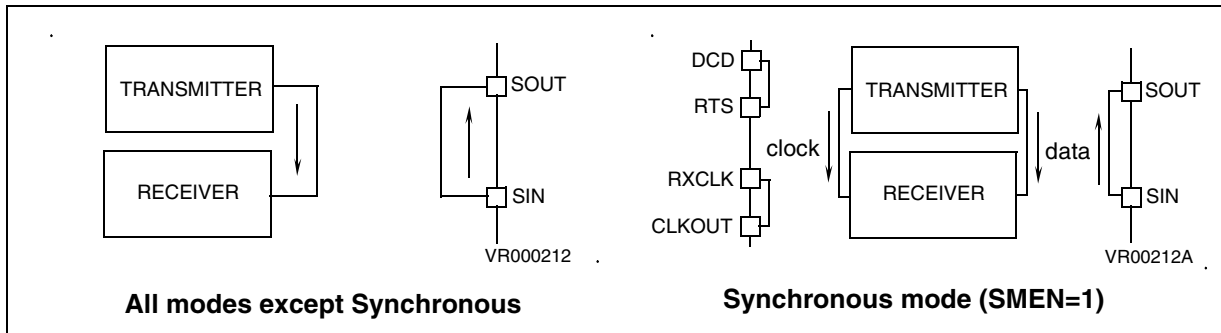 TRANSMITTER
RECEIVER
SOUT
SIN
VR000212
All modes except Synchronous
DCD
RTS
RXCLK
CLKOUT
clock
TRANSMITTER
RECEIVER
data
SOUT
SIN
VR00212A
Synchronous mode (SMEN=1)